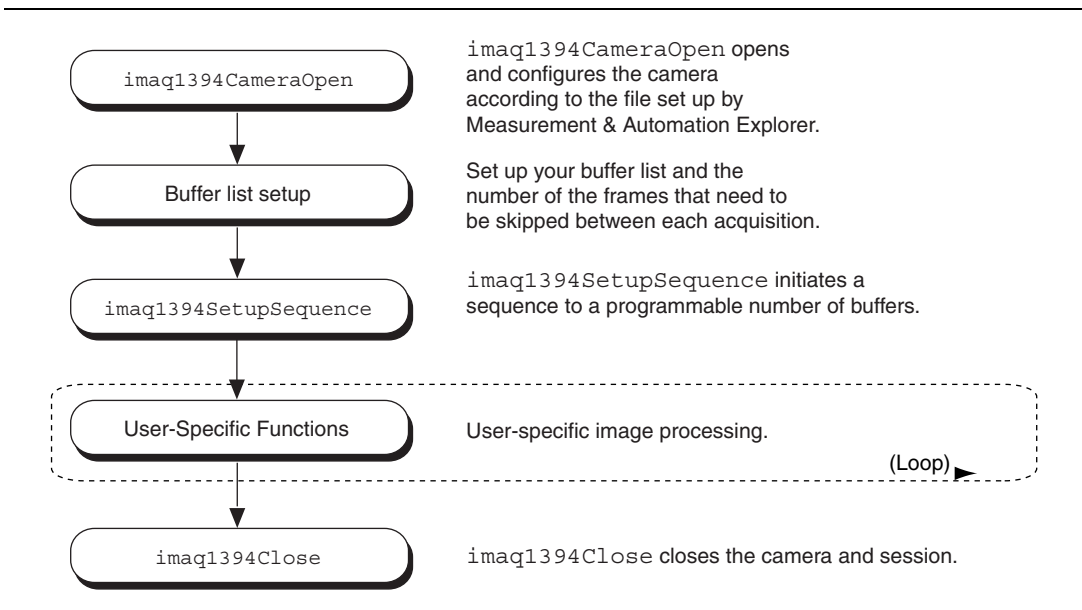 imaq1394CameraOpen
imaq1394CameraOpen opens
and configures the camera
according to the file set up by
Measurement & Automation Explorer.
Buffer list setup
Set up your buffer list and the
number of the frames that need to
be skipped between each acquisition.
imaq1394SetupSequence
imaq1394SetupSequence initiates a
sequence to a programmable number of buffers.
User-Specific Functions
User-specific image processing.
(Loop)
imaq1394Close
imaq1394Close closes the camera and session.